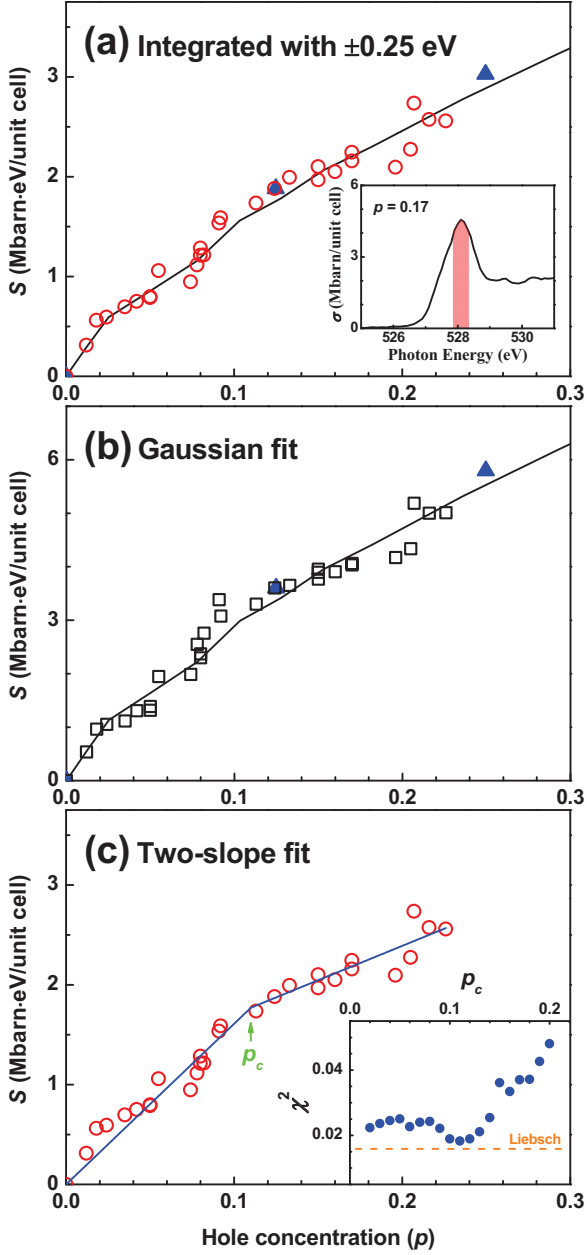 (a) Integrated with ±0.25 eV
S (Mbarn·eV/unit cell)
3
2
1
0
0.0 0.1 0.2 0.3
p = 0.17
σ (Mbarn/unit cell)
6
4
2
0
526 528 530
Photon Energy (eV)
(b) Gaussian fit
S (Mbarn·eV/unit cell)
6
3
0
0.0 0.1 0.2 0.3
(c) Two-slope fit
S (Mbarn·eV/unit cell)
3
2
1
0
0.0 0.1 0.2 0.3
p_c
p_c
0.0 0.1 0.2
χ²
0.04
0.02
Liebsch
Hole concentration (p)